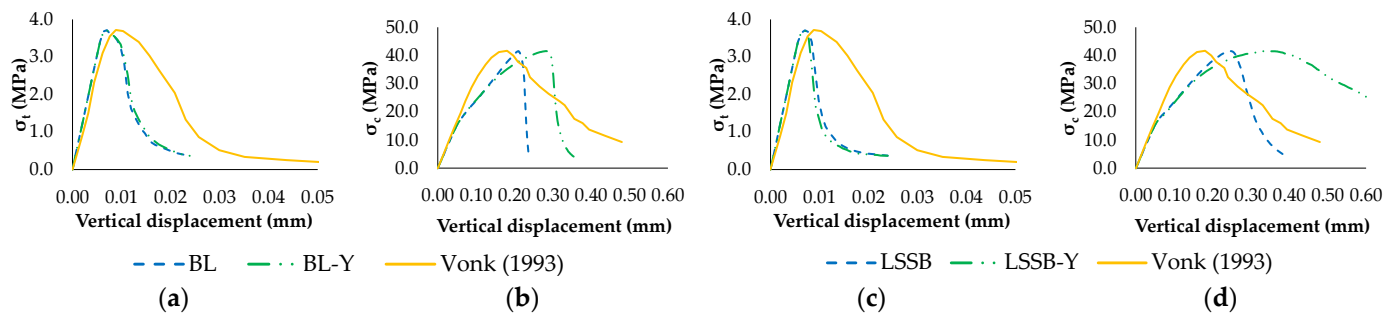 4.0
3.0
2.0
1.0
0.0
σt (MPa)
0.00 0.01 0.02 0.03 0.04 0.05
Vertical displacement (mm)
50.0
40.0
30.0
20.0
10.0
0.0
σc (MPa)
0.00 0.10 0.20 0.30 0.40 0.50 0.60
Vertical displacement (mm)
BL BL-Y Vonk (1993)
(a) (b)
4.0
3.0
2.0
1.0
0.0
σt (MPa)
0.00 0.01 0.02 0.03 0.04 0.05
Vertical displacement (mm)
50.0
40.0
30.0
20.0
10.0
0.0
σc (MPa)
0.00 0.10 0.20 0.30 0.40 0.50 0.60
Vertical displacement (mm)
LSSB LSSB-Y Vonk (1993)
(c) (d)